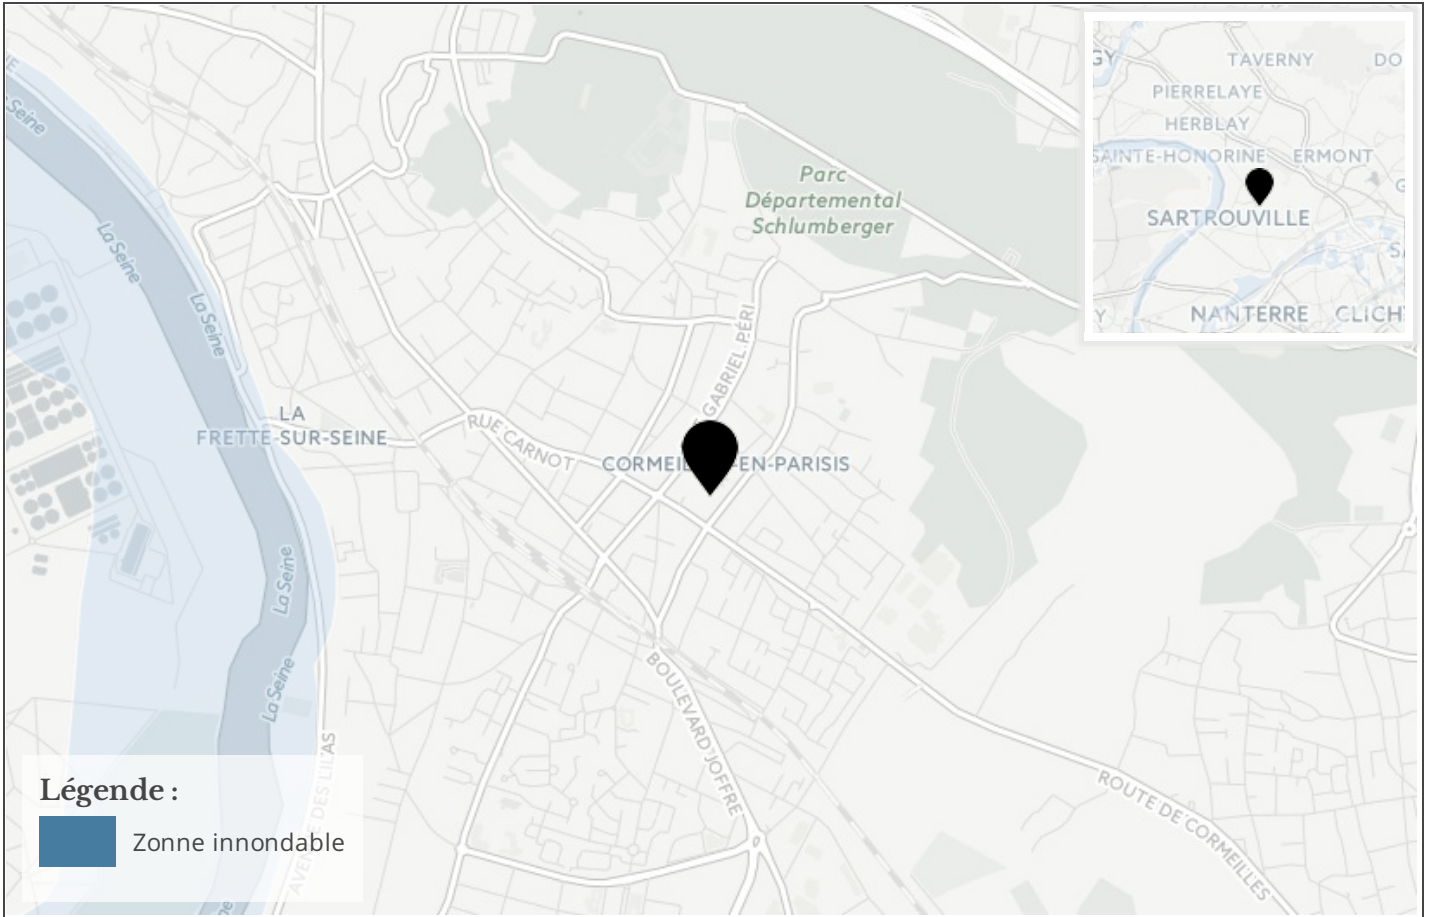 La Seine
La Seine
La Seine
La Seine
La Seine
Parc
Départemental
Schlumberger
GABRIEL PÉRI
LA
FRETTE-SUR-SEINE
RUE CARNOT
EN-PARISIS
BOULEVARD JOFFRE
ROUTE DE CORMEILLES
DES LILAS
Légende :
Zonne innondable
TAVERNY
PIERRELAYE
HERBLAY
SAINTE-HONORINE
ERMONT
SARTROUVILLE
NANTERRE
CLICH